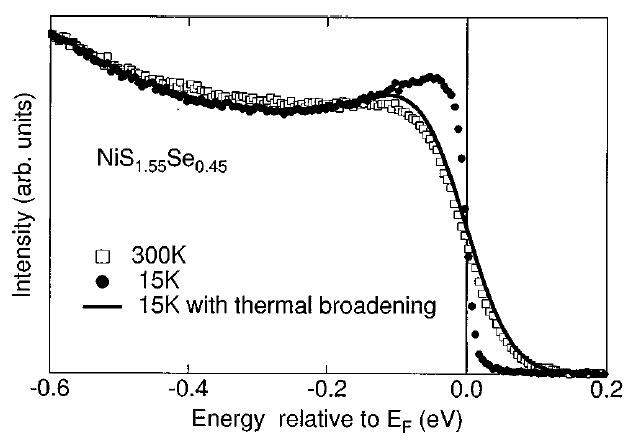 Intensity (arb. units)
NiS1.55Se0.45
300K
15K
15K with thermal broadening
-0.6 -0.4 -0.2 0.0 0.2
Energy relative to EF (eV)